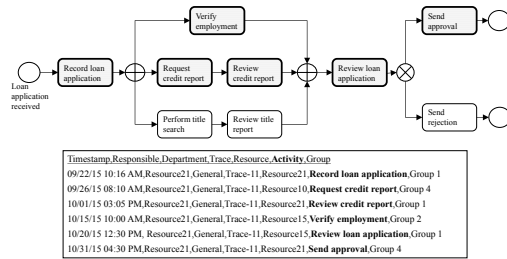 Verify
employment
Send
approval
Record loan
application
Request
credit report
Review
credit report
Review loan
application
Loan
application
received
Perform title
search
Review title
report
Send
rejection
Timestamp,Responsible,Department,Trace,Resource,Activity,Group
09/22/15 10:16 AM,Resource21,General,Trace-11,Resource21,Record loan application,Group 1
09/26/15 08:10 AM,Resource21,General,Trace-11,Resource10,Request credit report,Group 4
10/01/15 03:05 PM,Resource21,General,Trace-11,Resource21,Review credit report,Group 1
10/15/15 10:00 AM,Resource21,General,Trace-11,Resource15,Verify employment,Group 2
10/20/15 12:30 PM, Resource21,General,Trace-11,Resource15,Review loan application,Group 1
10/31/15 04:30 PM,Resource21,General,Trace-11,Resource21,Send approval,Group 4